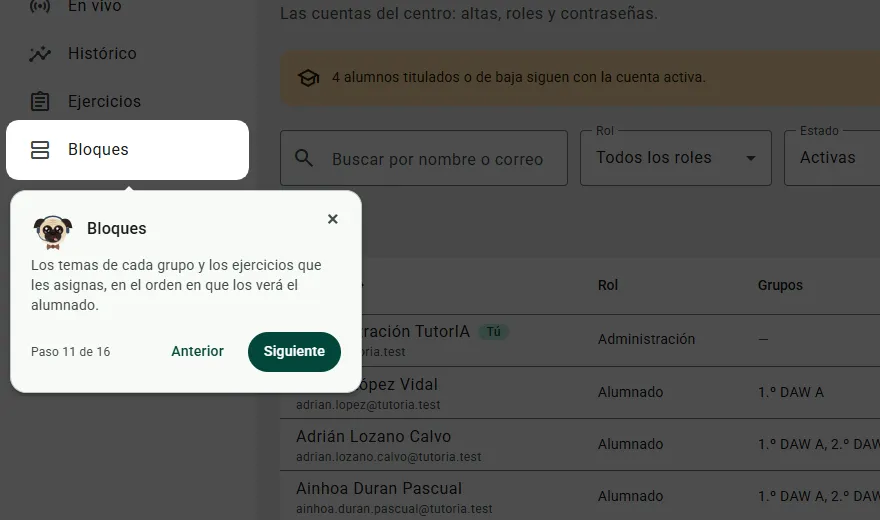 En vivo
Las cuentas del centro: altas, roles y contraseñas.
Histórico
4 alumnos titulados o de baja siguen con la cuenta activa.
Ejercicios
Bloques
Buscar por nombre o correo
Rol
Todos los roles
Estado
Activas
Bloques
Los temas de cada grupo y los ejercicios que
les asignas, en el orden en que los verá el
alumnado.
Paso 11 de 16
Anterior
Siguiente
Rol
Grupos
TutorIA
Tú
Administración
—
Vidal
adrian.lopez@tutoria.test
Alumnado
1.º DAW A
Adrián Lozano Calvo
adrian.lozano.calvo@tutoria.test
Alumnado
1.º DAW A, 2.º DAW
Ainhoa Duran Pascual
ainhoa.duran.pascual@tutoria.test
Alumnado
1.º DAW A, 2.º DAW